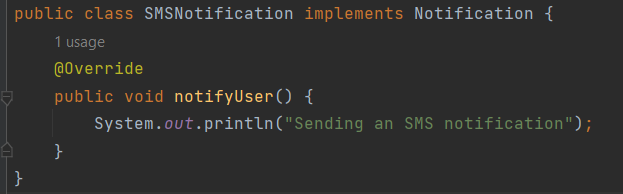 public class SMSNotification implements Notification {
1 usage
@Override
public void notifyUser() {
System.out.println("Sending an SMS notification");
}
}